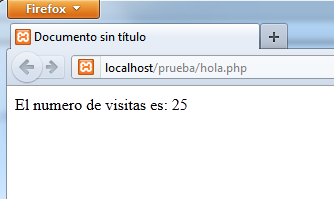 Firefox
Documento sin título
localhost/prueba/hola.php
El numero de visitas es: 25